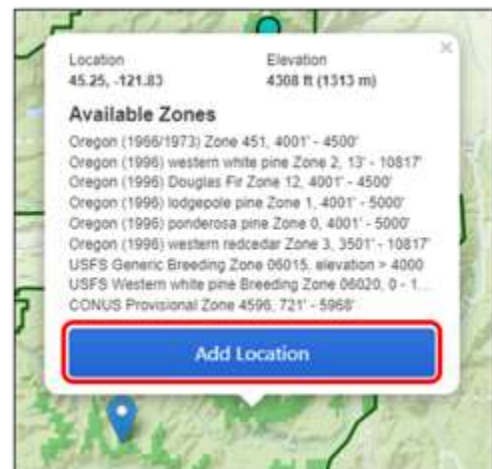 Location
Elevation
45.25, -121.83
4308 ft (1313 m)
Available Zones
Oregon (1966/1973) Zone 451, 4001' - 4500'
Oregon (1996) western white pine Zone 2, 13' - 10817'
Oregon (1996) Douglas Fir Zone 12, 4001' - 4500'
Oregon (1996) lodgepole pine Zone 1, 4001' - 5000'
Oregon (1996) ponderosa pine Zone 0, 4001' - 5000'
Oregon (1996) western redcedar Zone 3, 3501' - 10817'
USFS Generic Breeding Zone 06015, elevation > 4000
USFS Western white pine Breeding Zone 06020, 0 - 1...
CONUS Provisional Zone 4596, 721' - 5968'
Add Location